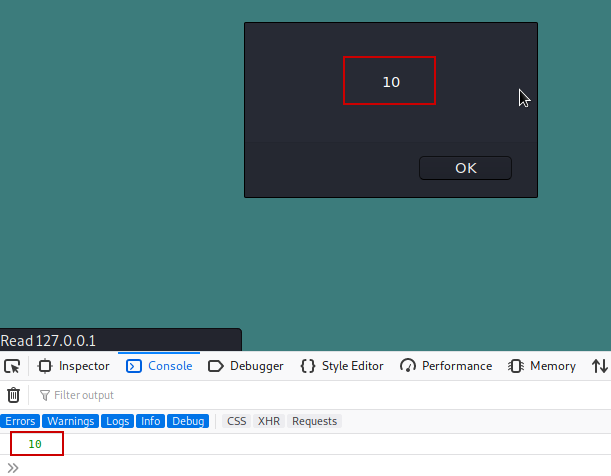 10
OK
Read 127.0.0.1
Inspector Console Debugger Style Editor Performance Memory
Filter output
Errors Warnings Logs Info Debug CSS XHR Requests
10